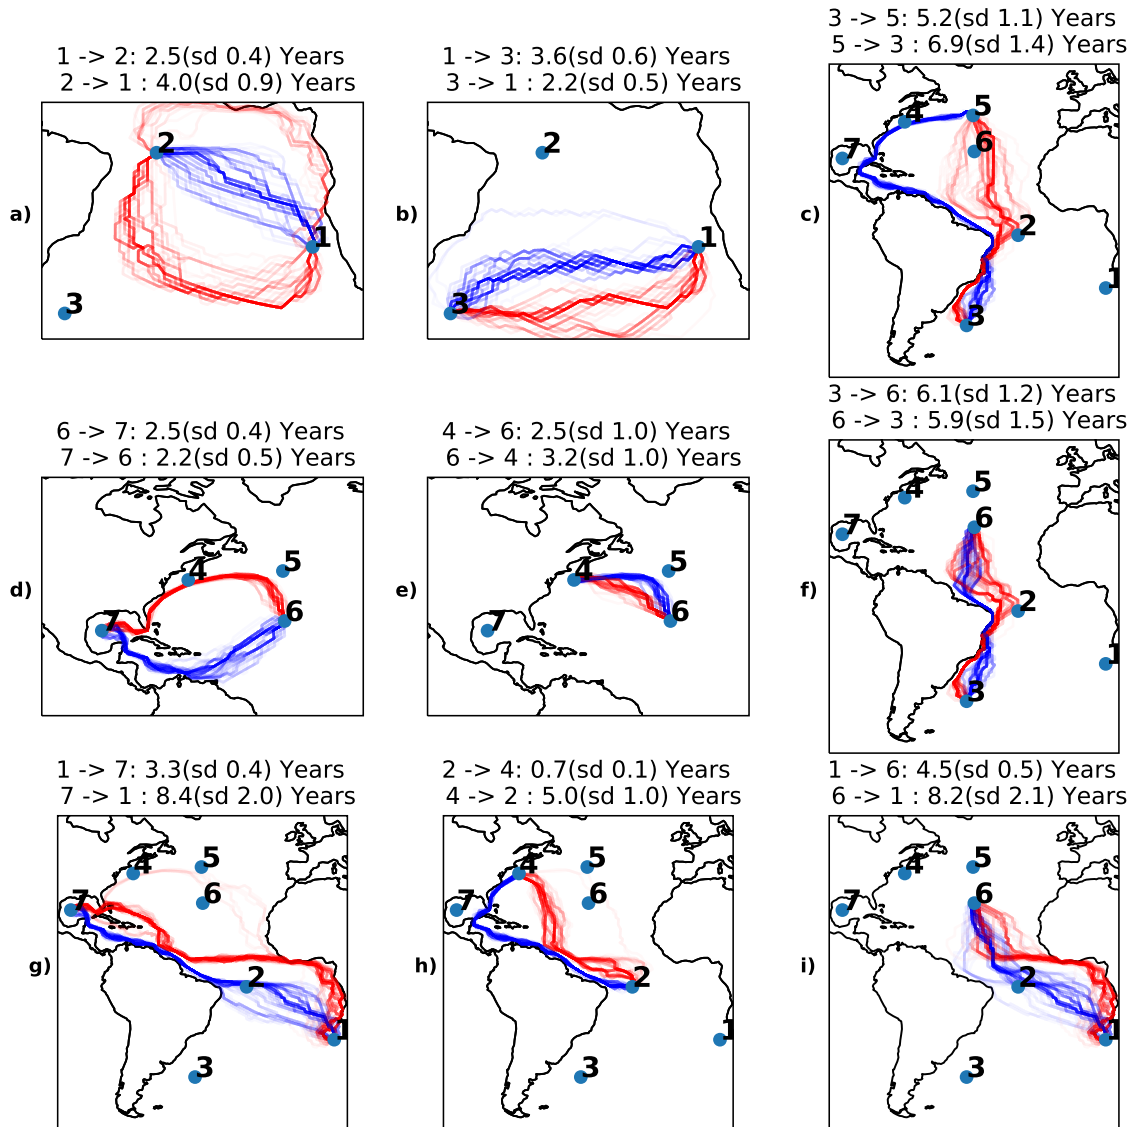 1 -> 2: 2.5(sd 0.4) Years
2 -> 1 : 4.0(sd 0.9) Years
a)
2
1
3
1 -> 3: 3.6(sd 0.6) Years
3 -> 1 : 2.2(sd 0.5) Years
b)
2
1
3
3 -> 5: 5.2(sd 1.1) Years
5 -> 3 : 6.9(sd 1.4) Years
c)
5
4
6
7
2
1
3
6 -> 7: 2.5(sd 0.4) Years
7 -> 6 : 2.2(sd 0.5) Years
d)
5
4
6
7
4 -> 6: 2.5(sd 1.0) Years
6 -> 4 : 3.2(sd 1.0) Years
e)
5
4
6
7
3 -> 6: 6.1(sd 1.2) Years
6 -> 3 : 5.9(sd 1.5) Years
f)
5
4
6
7
2
1
3
1 -> 7: 3.3(sd 0.4) Years
7 -> 1 : 8.4(sd 2.0) Years
g)
5
4
6
7
2
1
3
2 -> 4: 0.7(sd 0.1) Years
4 -> 2 : 5.0(sd 1.0) Years
h)
5
4
6
7
2
1
3
1 -> 6: 4.5(sd 0.5) Years
6 -> 1 : 8.2(sd 2.1) Years
i)
5
4
6
7
2
1
3